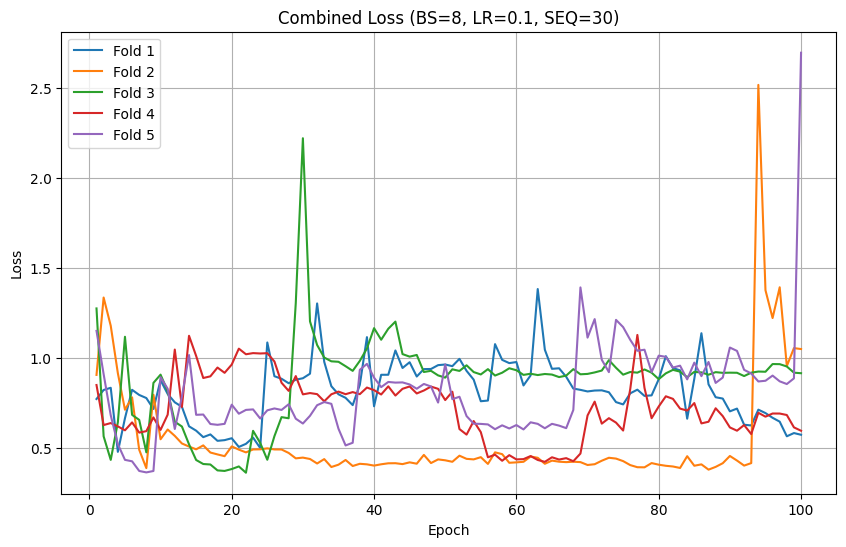 Combined Loss (BS=8, LR=0.1, SEQ=30)
Fold 1
Fold 2
Fold 3
Fold 4
Fold 5
Loss
2.5
2.0
1.5
1.0
0.5
0 20 40 60 80 100
Epoch